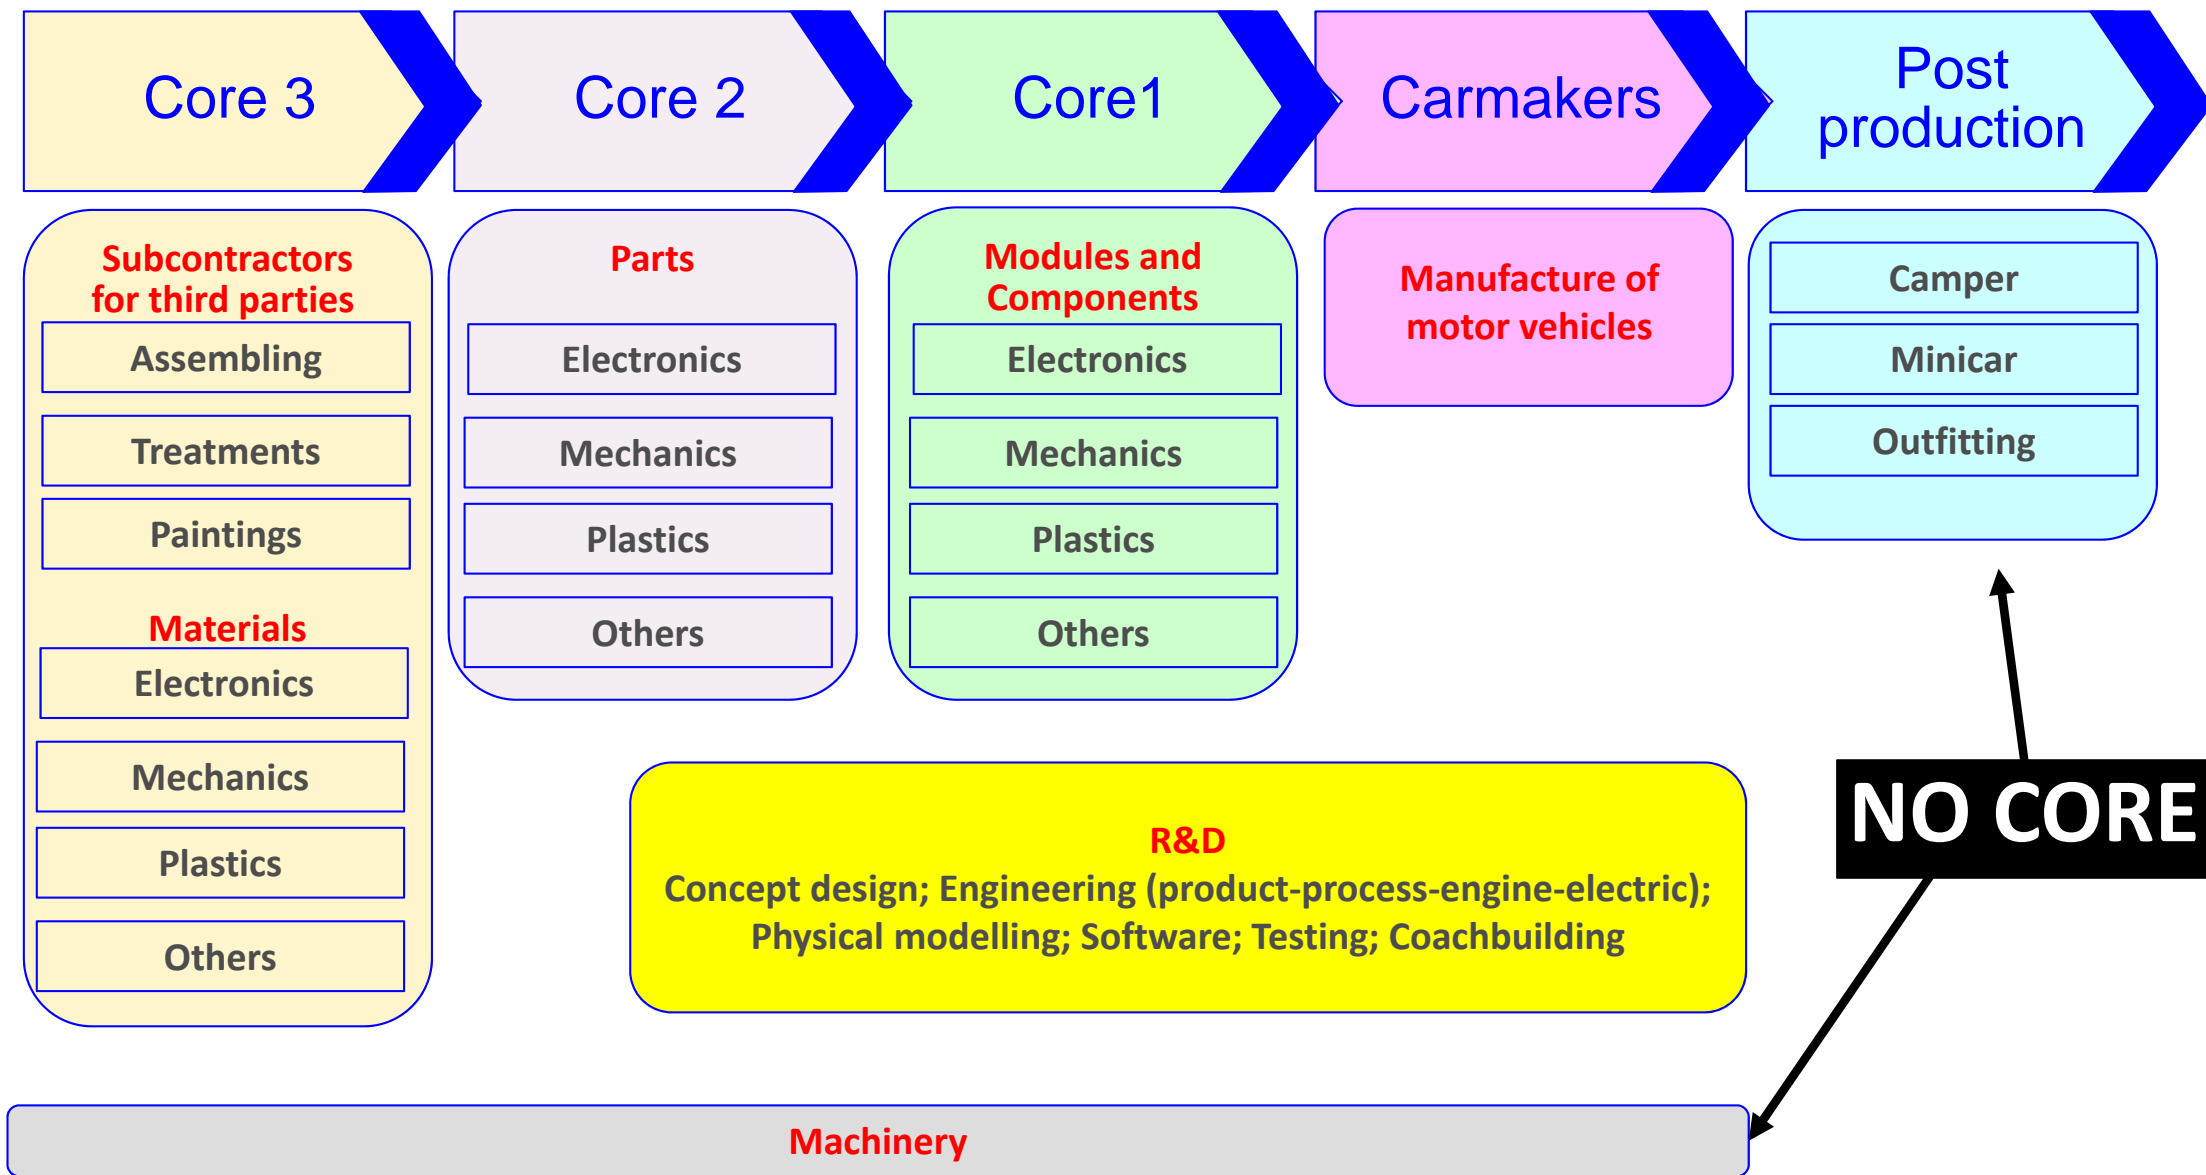 Core 3
Core 2
Core1
Carmakers
Post
production
Subcontractors
for third parties
Assembling
Treatments
Paintings
Materials
Electronics
Mechanics
Plastics
Others
Parts
Electronics
Mechanics
Plastics
Others
Modules and
Components
Electronics
Mechanics
Plastics
Others
Manufacture of
motor vehicles
Camper
Minicar
Outfitting
R&D
Concept design; Engineering (product-process-engine-electric);
Physical modelling; Software; Testing; Coachbuilding
NO CORE
Machinery